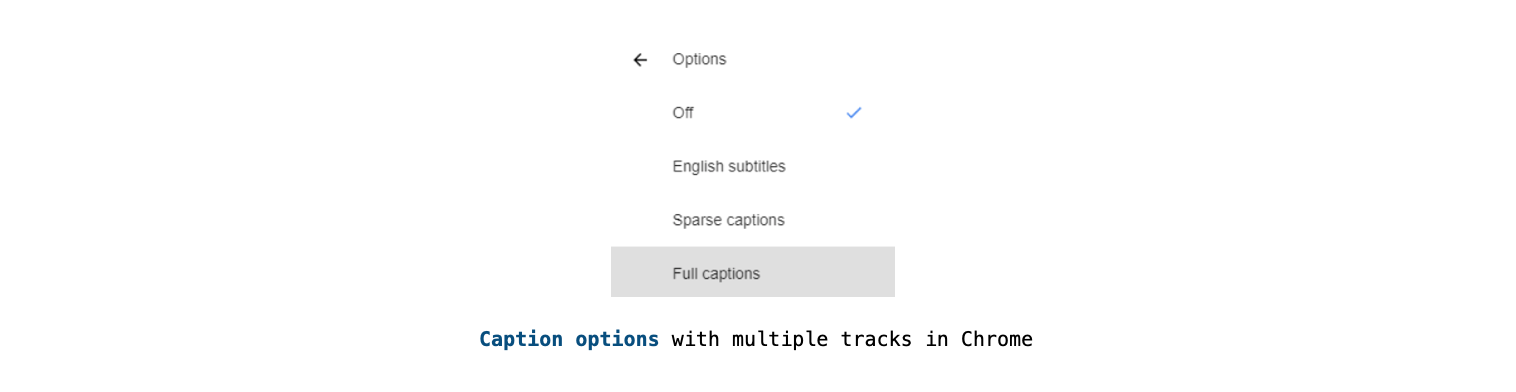 Options
Off
English subtitles
Sparse captions
Full captions
Caption options with multiple tracks in Chrome